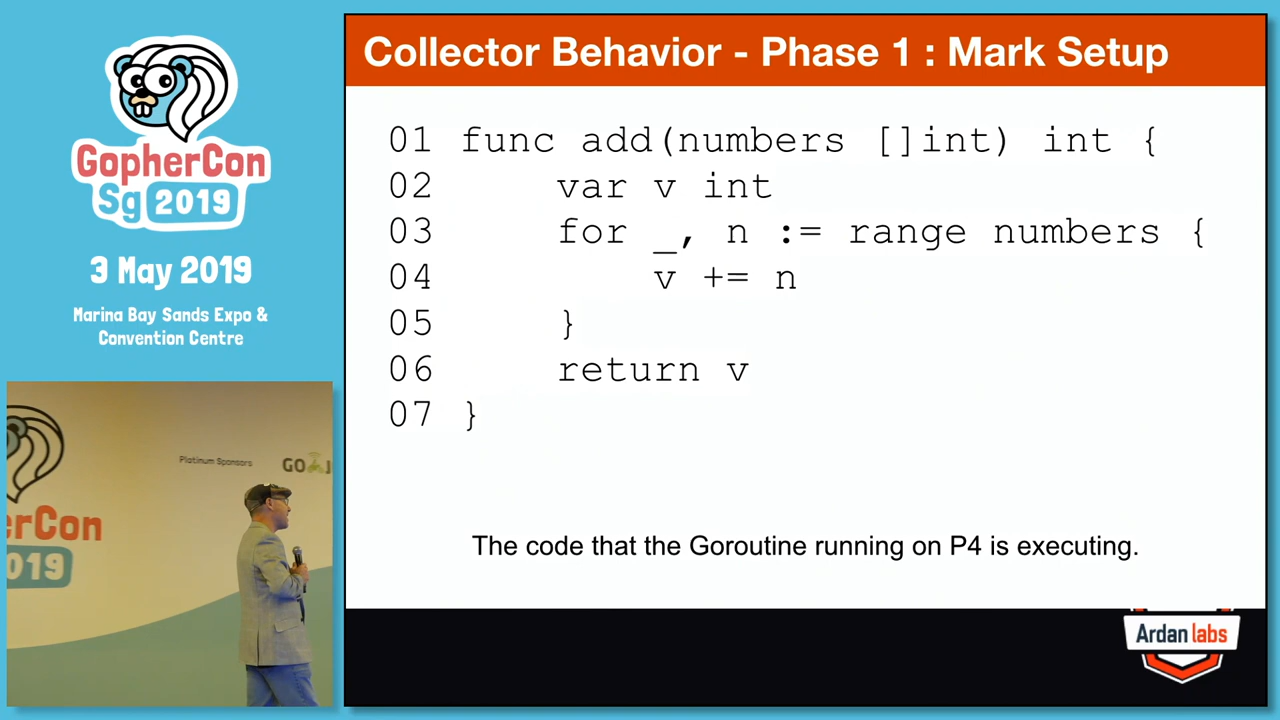 GopherCon
Sg 2019
3 May 2019
Marina Bay Sands Expo &
Convention Centre
Platinum Sponsors
GO
erCon
019
Collector Behavior - Phase 1 : Mark Setup
01 func add(numbers []int) int {
02 var v int
03 for _, n := range numbers {
04 v += n
05 }
06 return v
07 }
The code that the Goroutine running on P4 is executing.
Ardan labs